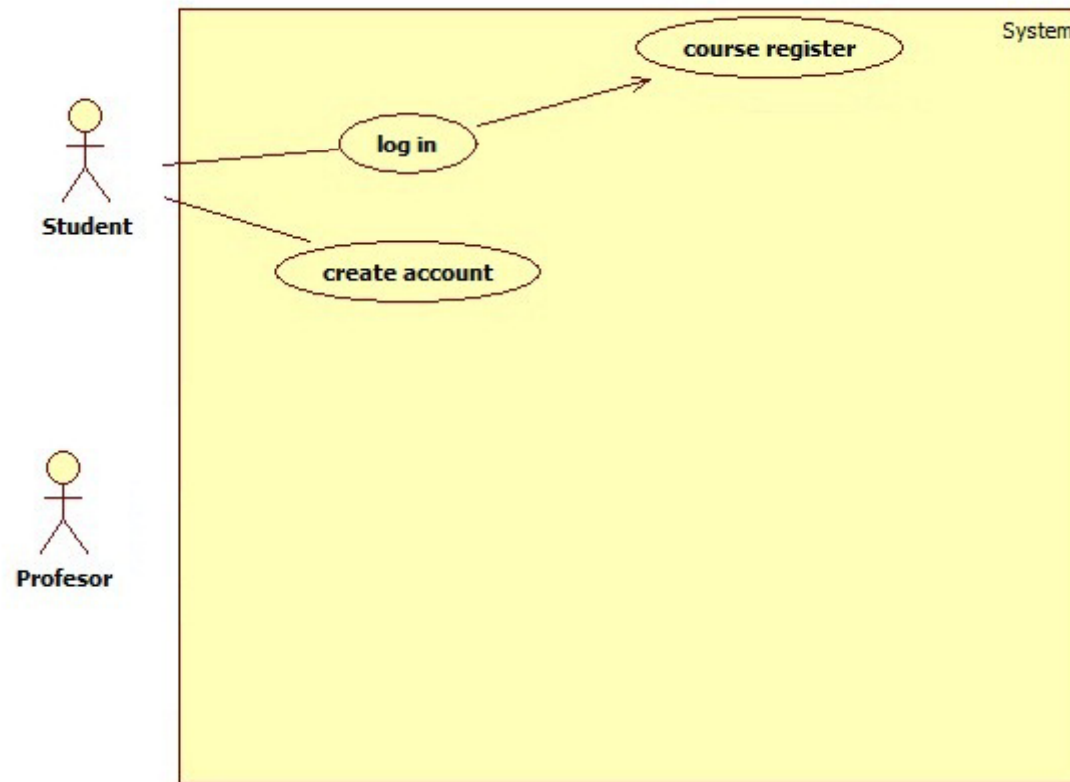 System
course register
log in
Student
create account
Profesor